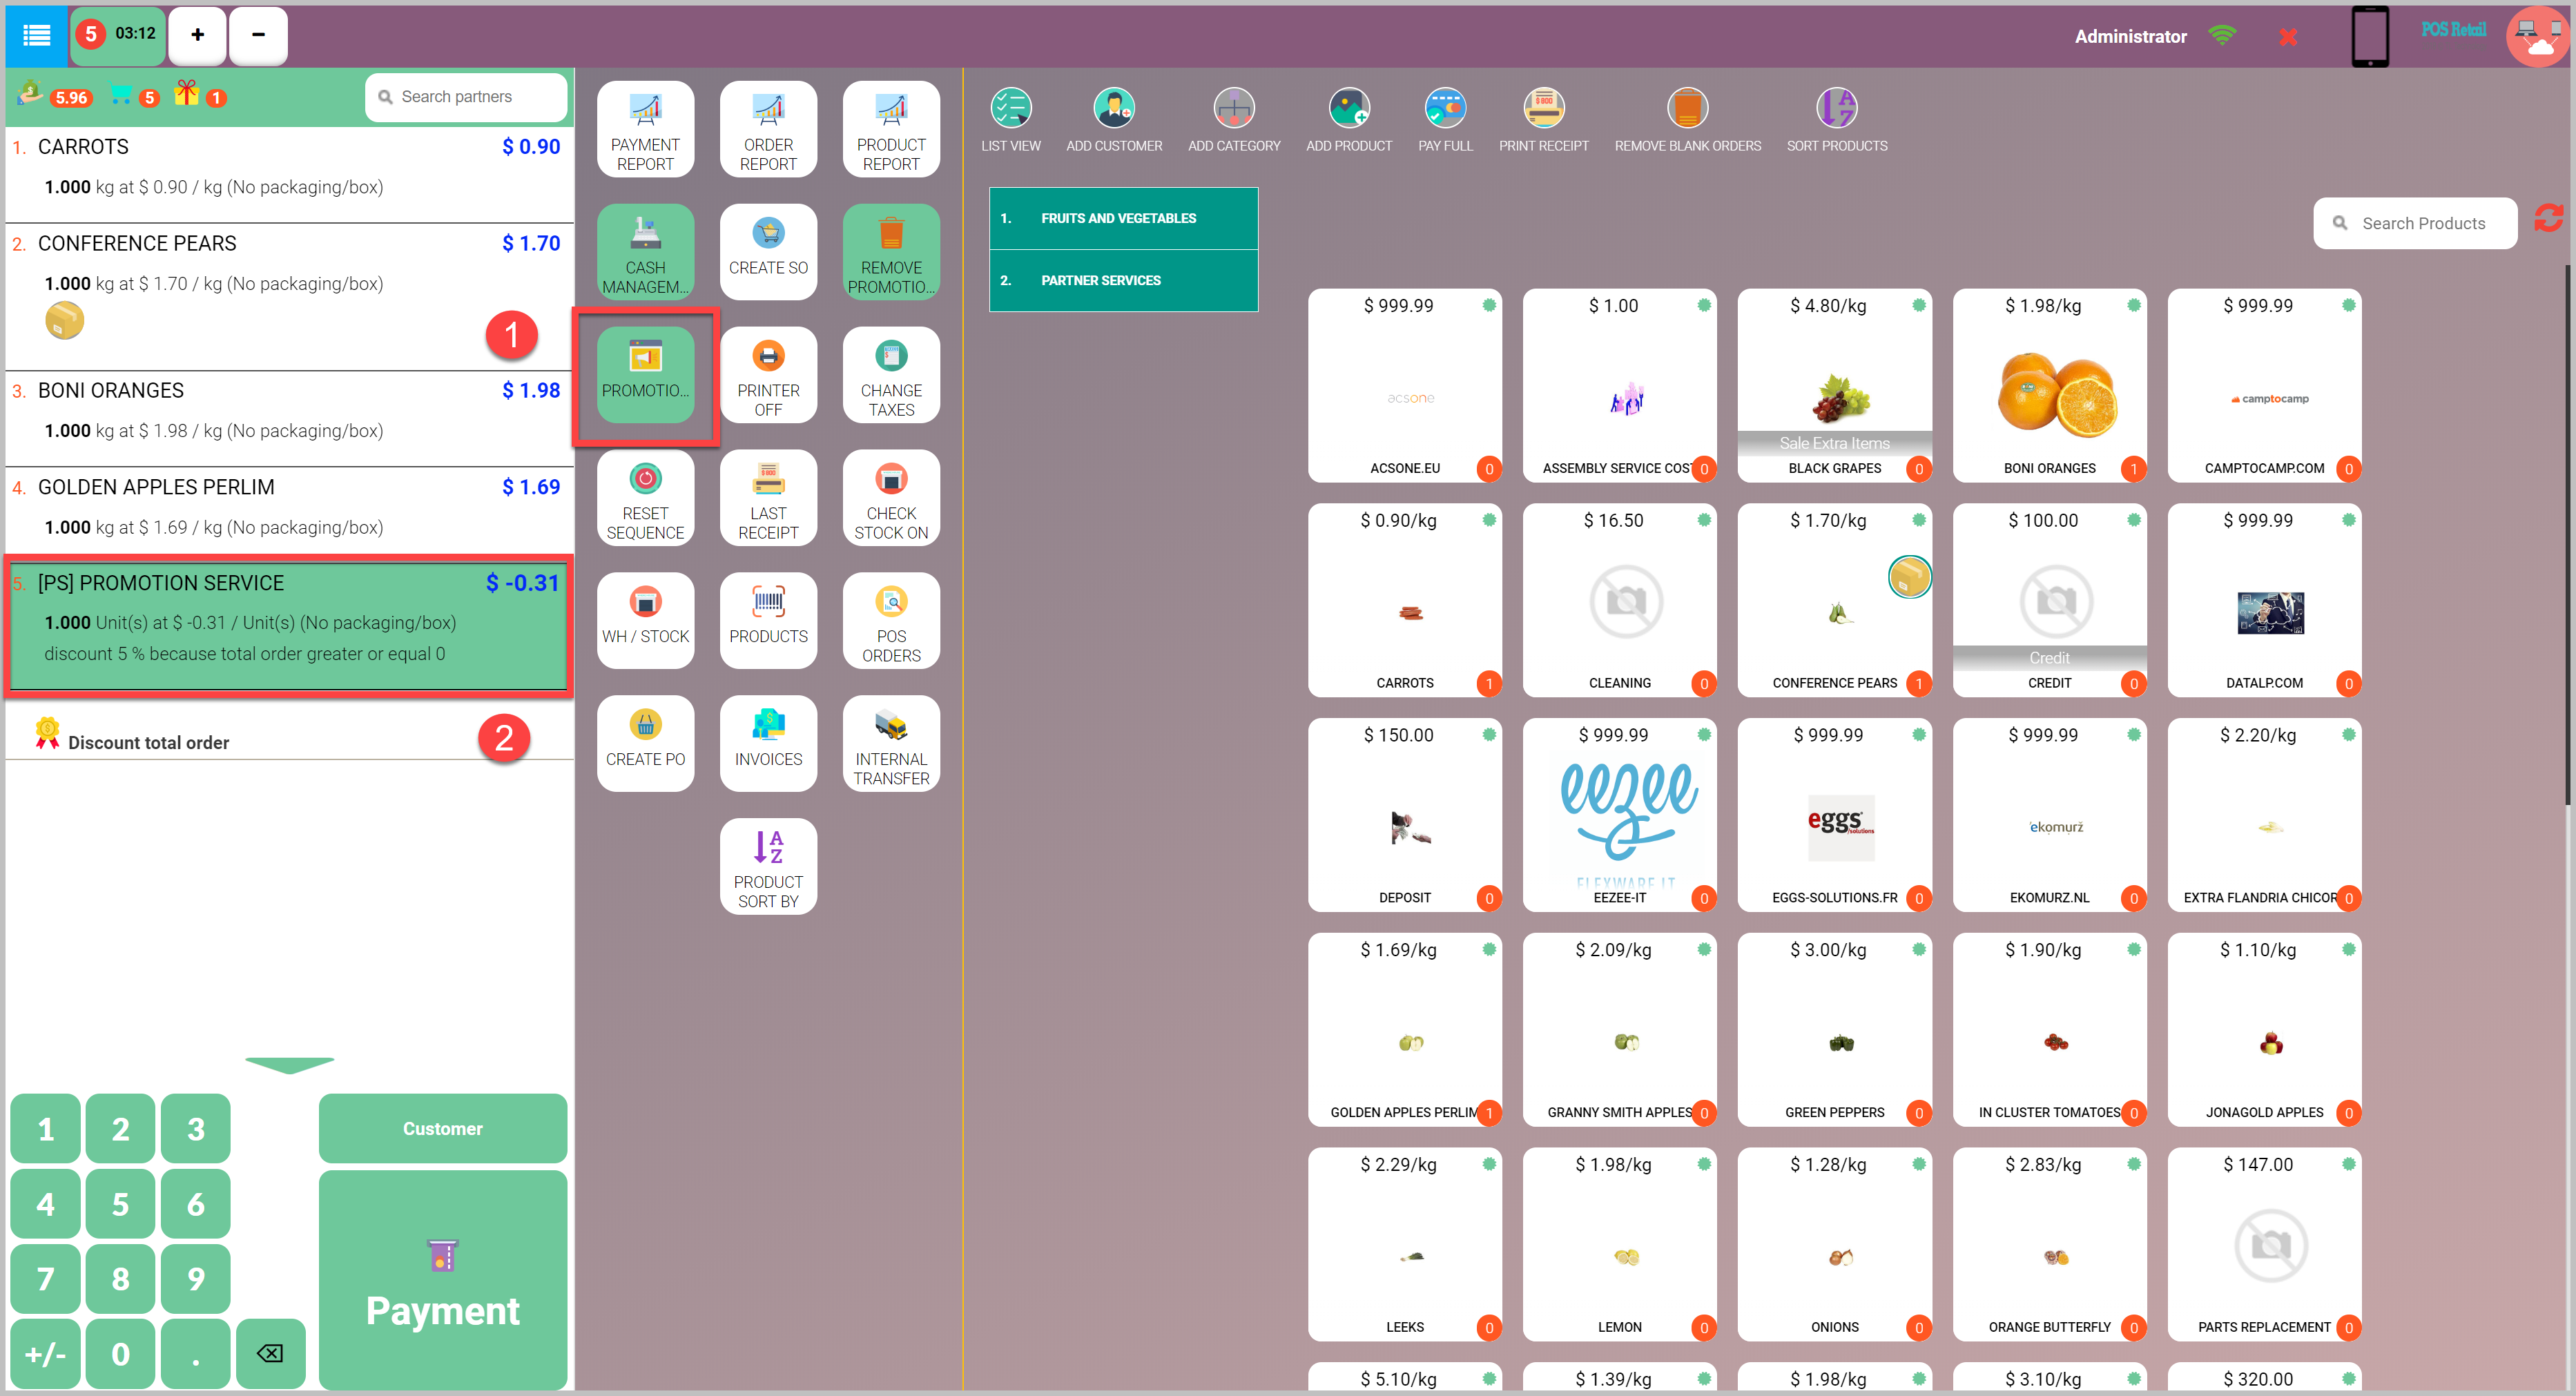 5 03:12 + -
Administrator
POS Retail
5.96 5 1 Search partners
1. CARROTS $ 0.90
1.000 kg at $ 0.90 / kg (No packaging/box)
2. CONFERENCE PEARS $ 1.70
1.000 kg at $ 1.70 / kg (No packaging/box)
1
3. BONI ORANGES $ 1.98
1.000 kg at $ 1.98 / kg (No packaging/box)
4. GOLDEN APPLES PERLIM $ 1.69
1.000 kg at $ 1.69 / kg (No packaging/box)
5. [PS] PROMOTION SERVICE $ -0.31
1.000 Unit(s) at $ -0.31 / Unit(s) (No packaging/box)
discount 5 % because total order greater or equal 0
Discount total order
2
1 2 3
Customer
4 5 6
7 8 9
Payment
+/- 0 .
PAYMENT
REPORT
ORDER
REPORT
PRODUCT
REPORT
CASH
MANAGEM...
CREATE SO
REMOVE
PROMOTIO...
PROMOTIO...
PRINTER
OFF
CHANGE
TAXES
RESET
SEQUENCE
LAST
RECEIPT
CHECK
STOCK ON
WH / STOCK
PRODUCTS
POS
ORDERS
CREATE PO
INVOICES
INTERNAL
TRANSFER
A
Z
PRODUCT
SORT BY
LIST VIEW ADD CUSTOMER ADD CATEGORY ADD PRODUCT PAY FULL PRINT RECEIPT REMOVE BLANK ORDERS SORT PRODUCTS
1. FRUITS AND VEGETABLES
2. PARTNER SERVICES
Search Products
$ 999.99 $ 1.00 $ 4.80/kg $ 1.98/kg $ 999.99
acsone
camptocamp
Sale Extra Items
ACSONE.EU 0 ASSEMBLY SERVICE COST 0 BLACK GRAPES 0 BONI ORANGES 1 CAMPTOCAMP.COM 0
$ 0.90/kg $ 16.50 $ 1.70/kg $ 100.00 $ 999.99
Credit
CARROTS 1 CLEANING 0 CONFERENCE PEARS 1 CREDIT 0 DATALP.COM 0
$ 150.00 $ 999.99 $ 999.99 $ 999.99 $ 2.20/kg
eezee
eggs
solutions
ekomurz
FLEXWARE IT
DEPOSIT 0 EEZEE-IT 0 EGGS-SOLUTIONS.FR 0 EKOMURZ.NL 0 EXTRA FLANDRIA CHICOR 0
$ 1.69/kg $ 2.09/kg $ 3.00/kg $ 1.90/kg $ 1.10/kg
GOLDEN APPLES PERLIM 1 GRANNY SMITH APPLES 0 GREEN PEPPERS 0 IN CLUSTER TOMATOES 0 JONAGOLD APPLES 0
$ 2.29/kg $ 1.98/kg $ 1.28/kg $ 2.83/kg $ 147.00
LEEKS 0 LEMON 0 ONIONS 0 ORANGE BUTTERFLY 0 PARTS REPLACEMENT 0
$ 5.10/kg $ 1.39/kg $ 1.98/kg $ 3.10/kg $ 320.00